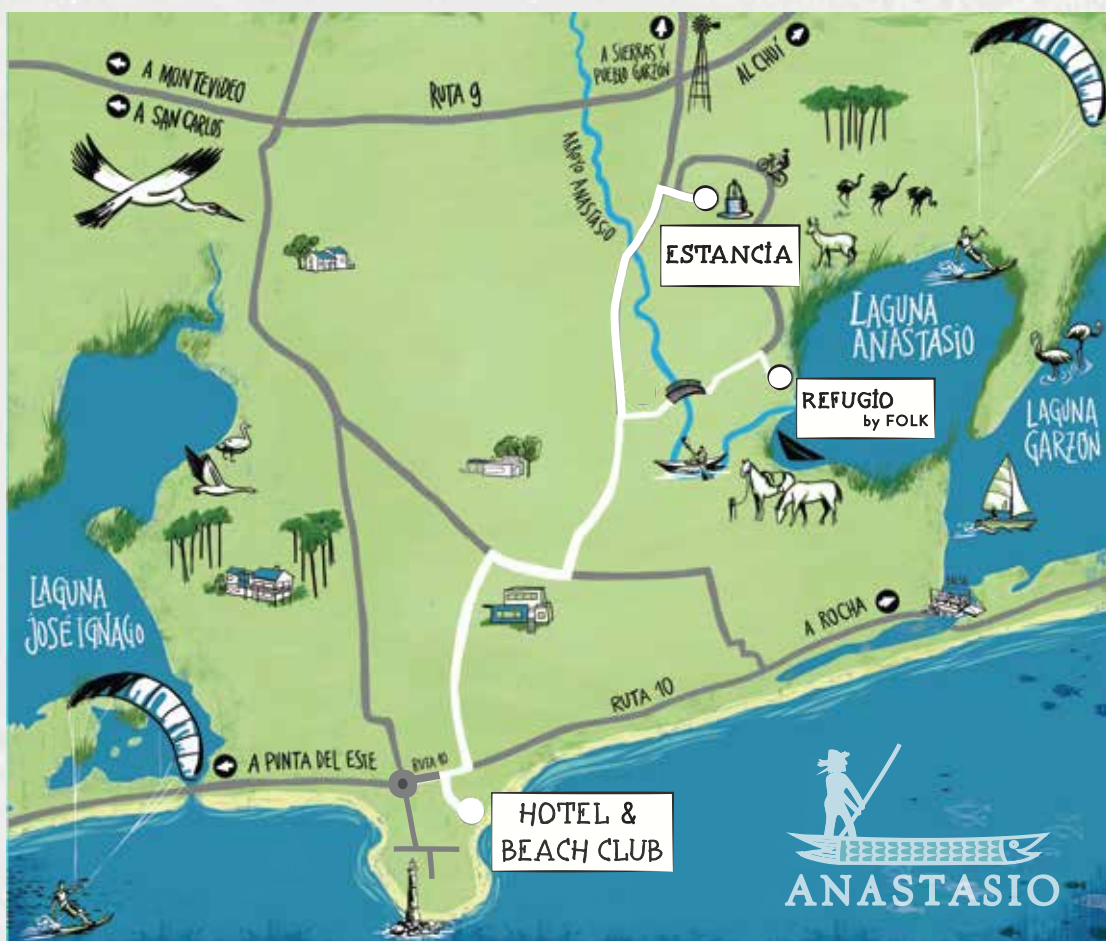 A MONTEVIDEO
A SAN CARLOS
RUTA 9
A SIERRAS Y
PUEBLO GARZÓN
AL CHUÍ
ARROYO ANASTASIO
ESTANCIA
LAGUNA
ANASTASIO
REFUGIO
by FOLK
LAGUNA
GARZÓN
LAGUNA
JOSÉ IGNACIO
A ROCHA
RUTA 10
A PUNTA DEL ESTE
RUTA 10
HOTEL &
BEACH CLUB
ANASTASIO